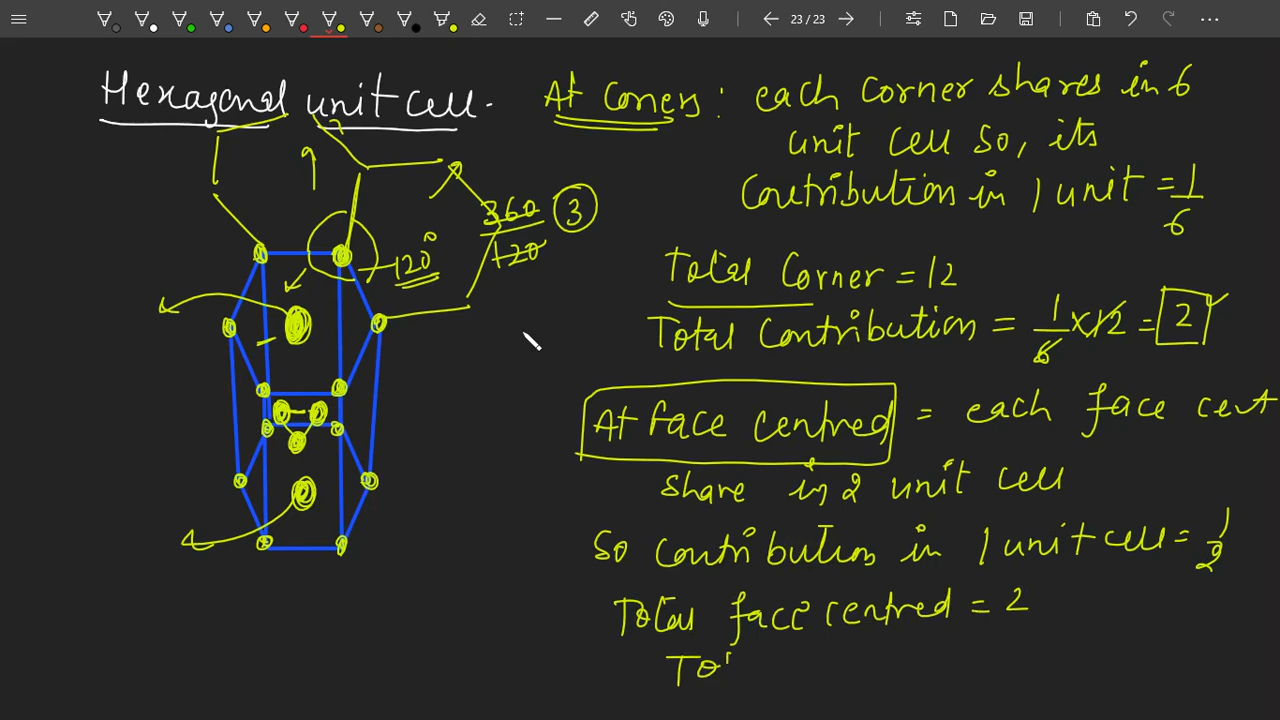 23 / 23
Hexagonal unit cell.
At Corners : each corner shares in 6
unit cell so, its
Contribution in 1 unit = 1/6
360/120 ③
120°
Total Corner = 12
Total Contribution = 1/6 x 12 = 2
At face centred = each face cent
share in 2 unit cell
So contribution in 1 unit cell = 1/2
Total face centred = 2
To